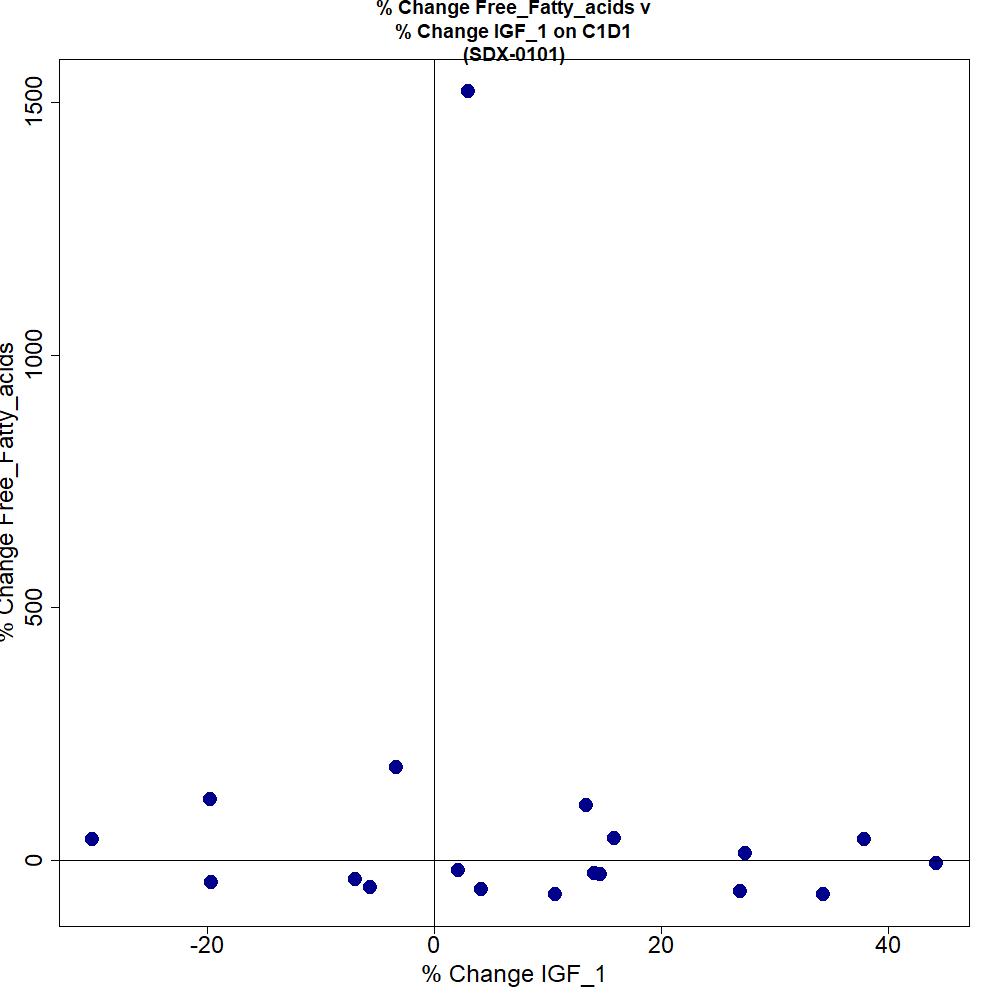 % Change Free_Fatty_acids v
% Change IGF_1 on C1D1
(SDX-0101)
% Change Free_Fatty_acids
1500
1000
500
0
-20
0
20
40
% Change IGF_1